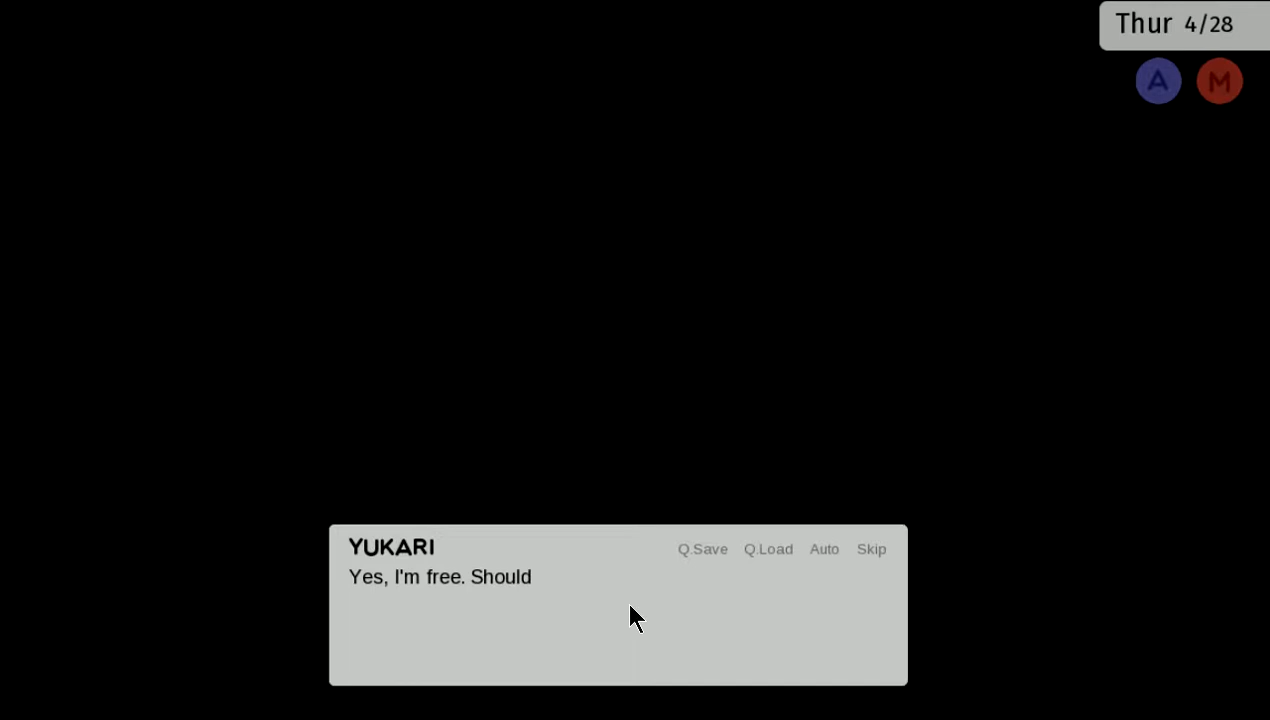 Thur 4/28
A M
YUKARI
Q.Save Q.Load Auto Skip
Yes, I'm free. Should